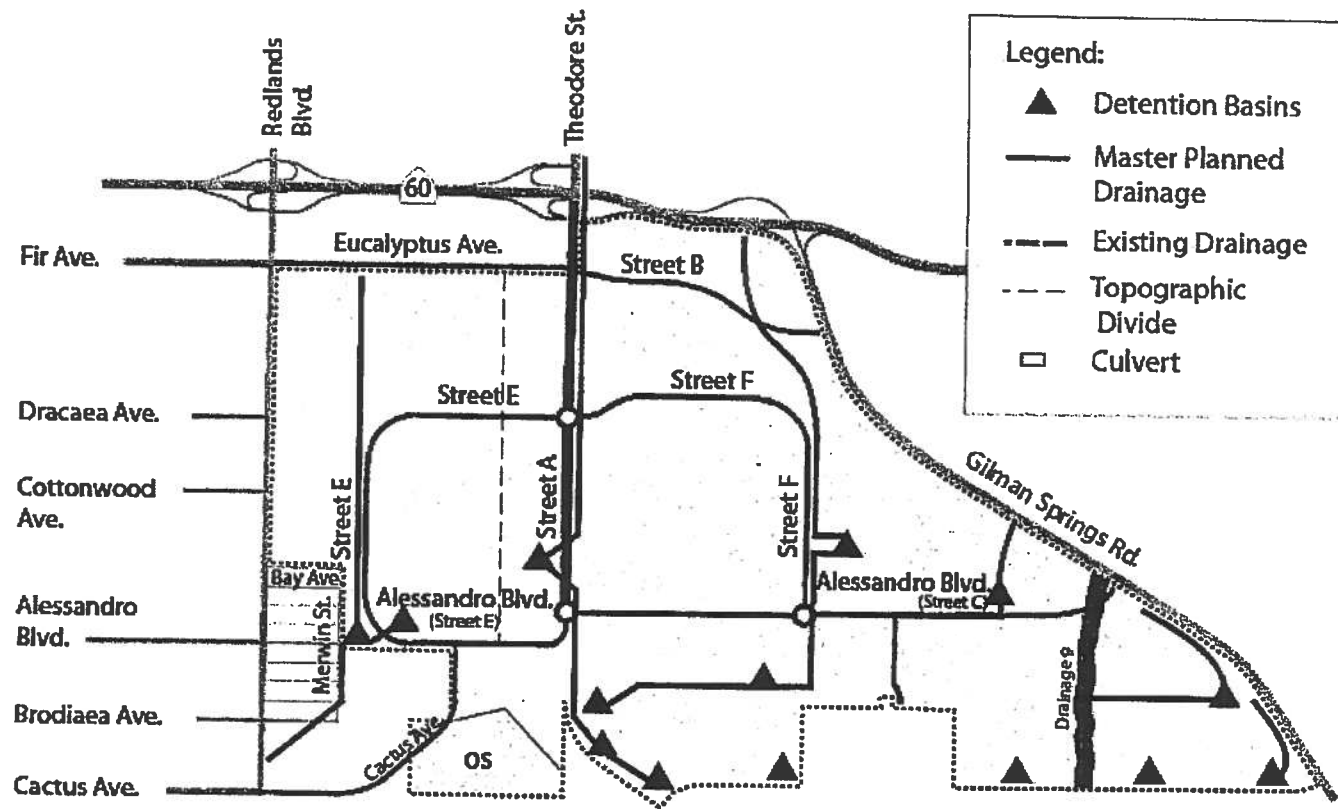 Redlands
Blvd.
Theodore St.
Legend:
Detention Basins
Master Planned
Drainage
Existing Drainage
Topographic
Divide
Culvert
60
Fir Ave.
Eucalyptus Ave.
Street B
Dracaea Ave.
Street E
Street F
Cottonwood
Ave.
Street E
Street A
Street F
Gilman Springs Rd.
Bay Ave.
Alessandro
Blvd.
Merwin St.
Alessandro Blvd.
(Street E)
Alessandro Blvd.
(Street C)
Drainage 9
Brodiaea Ave.
Cactus Ave.
OS
Cactus Ave.